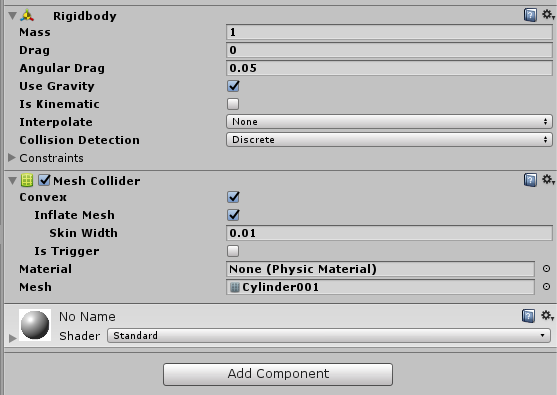 Rigidbody
Mass 1
Drag 0
Angular Drag 0.05
Use Gravity
Is Kinematic
Interpolate None
Collision Detection Discrete
Constraints
Mesh Collider
Convex
Inflate Mesh
Skin Width 0.01
Is Trigger
Material None (Physic Material)
Mesh Cylinder001
No Name
Shader Standard
Add Component